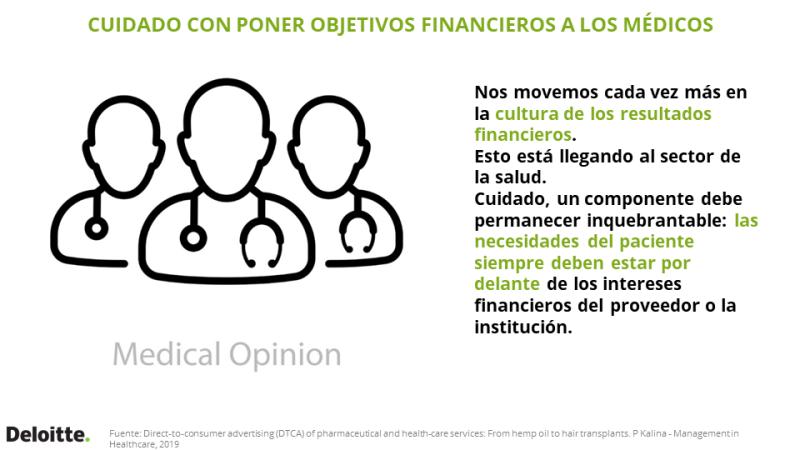 CUIDADO CON PONER OBJETIVOS FINANCIEROS A LOS MÉDICOS
Nos movemos cada vez más en
la cultura de los resultados
financieros.
Esto está llegando al sector de
la salud.
Cuidado, un componente debe
permanecer inquebrantable: las
necesidades del paciente
siempre deben estar por
delante de los intereses
financieros del proveedor o la
institución.
Medical Opinion
Deloitte.
Fuente: Direct-to-consumer advertising (DTCA) of pharmaceutical and health-care services: From hemp oil to hair transplants. P Kalina - Management in
Healthcare, 2019